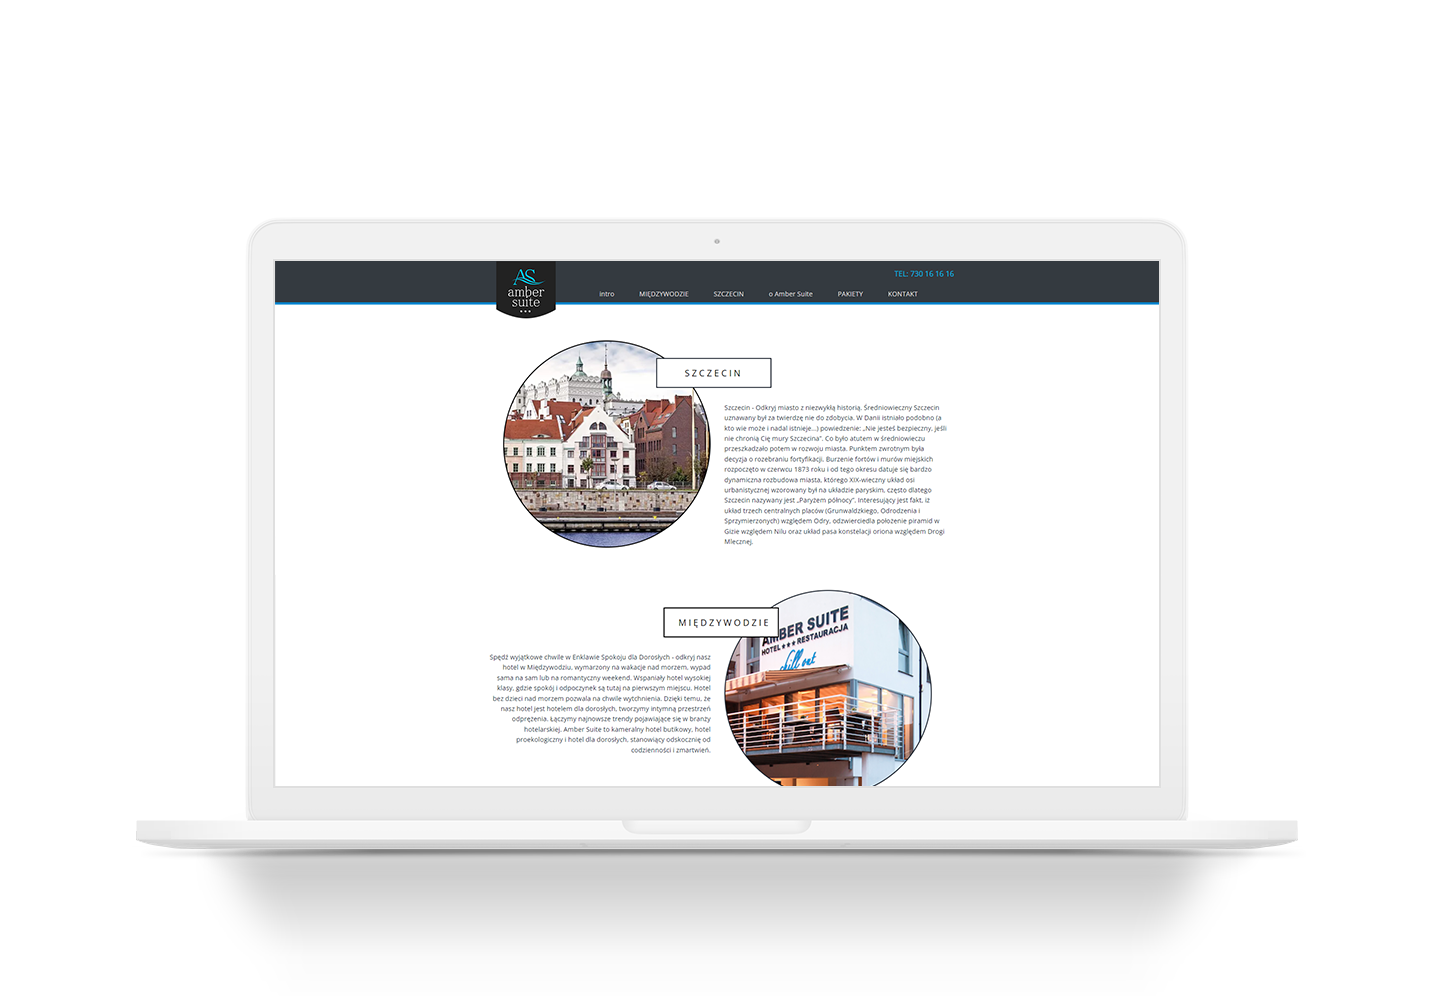 AS
amber
suite
TEL: 730 16 16 16
intro MIĘDZYWODZIE SZCZECIN o Amber Suite PAKIETY KONTAKT
SZCZECIN
Szczecin - Odkryj miasto z niezwykłą historią. Średniowieczny Szczecin
uznawany był za twierdzę nie do zdobycia. W Danii istniało podobno (a
kto wie może i nadal istnieje...) powiedzenie: „Nie jesteś bezpieczny, jeśli
nie chronią Cię mury Szczecina”. Co było atutem w średniowieczu
przeszkadzało potem w rozwoju miasta. Punktem zwrotnym była
decyzja o rozebraniu fortyfikacji. Burzenie fortów i murów miejskich
rozpoczęto w czerwcu 1873 roku i od tego okresu datuje się bardzo
dynamiczna rozbudowa miasta, którego XIX-wieczny układ osi
urbanistycznej wzorowany był na układzie paryskim, często dlatego
Szczecin nazywany jest „Paryżem północy”. Interesujący jest fakt, iż
układ trzech centralnych placów (Grunwaldzkiego, Odrodzenia i
Sprzymierzonych) względem Odry, odzwierciedla położenie piramid w
Gizie względem Nilu oraz układ pasa konstelacji oriona względem Drogi
Mlecznej.
MIĘDZYWODZIE
AMBER SUITE
HOTEL ★★★ RESTAURACJA
chill out
Spędź wyjątkowe chwile w Enklawie Spokoju dla Dorosłych - odkryj nasz
hotel w Międzywodziu, wymarzony na wakacje nad morzem, wypad
sama na sam lub na romantyczny weekend. Wspaniały hotel wysokiej
klasy, gdzie spokój i odpoczynek są tutaj na pierwszym miejscu. Hotel
bez dzieci nad morzem pozwala na chwile wytchnienia. Dzięki temu, że
nasz hotel jest hotelem dla dorosłych, tworzymy intymną przestrzeń
odprężenia. Łączymy najnowsze trendy pojawiające się w branży
hotelarskiej. Amber Suite to kameralny hotel butikowy, hotel
proekologiczny i hotel dla dorosłych, stanowiący odskocznię od
codzienności i zmartwień.